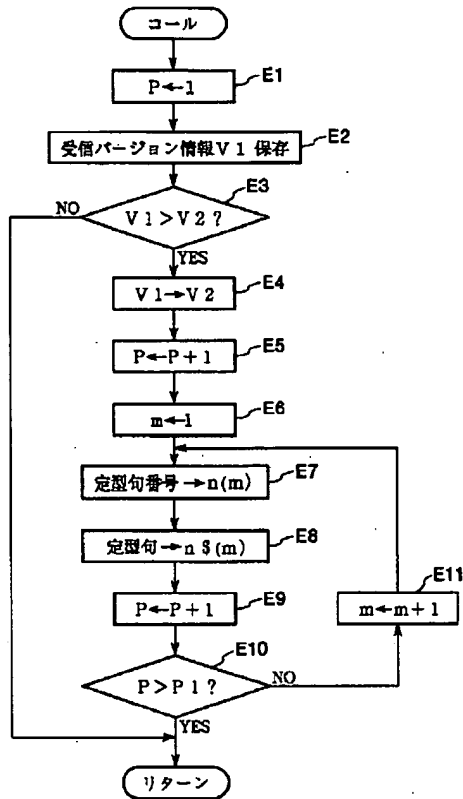 コール
P←1
E1
受信バージョン情報V1 保存
E2
V1>V2?
E3
NO
YES
V1→V2
E4
P←P+1
E5
m←1
E6
定型句番号→n(m)
E7
定型句→n$(m)
E8
P←P+1
E9
m←m+1
E11
P>P1?
E10
NO
YES
リターン